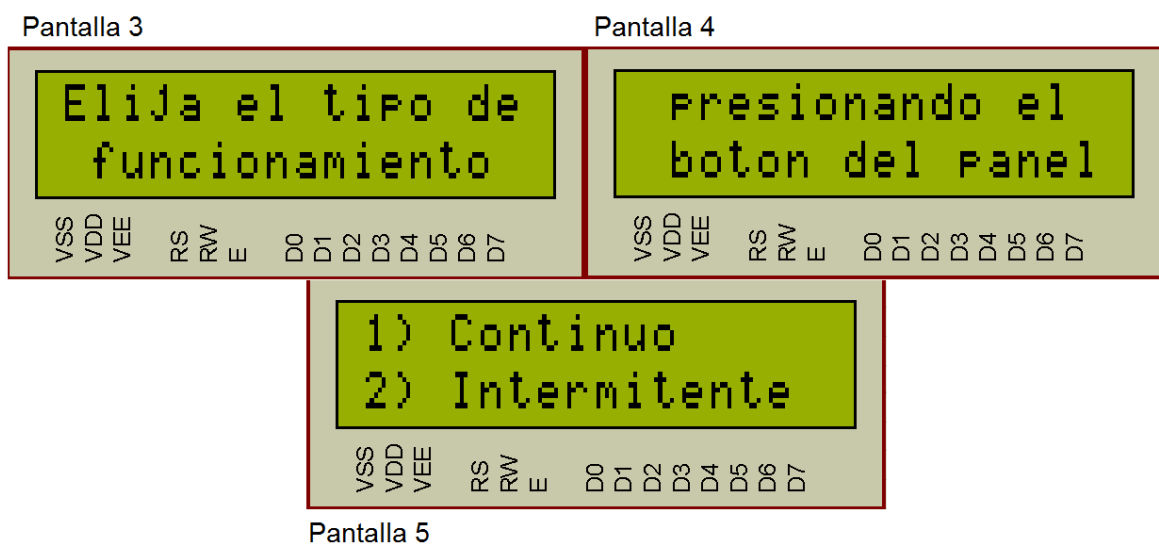 Pantalla 3
Elija el tipo de
funcionamiento
VSS VDD VEE RS RW E D0 D1 D2 D3 D4 D5 D6 D7
Pantalla 4
presionando el
boton del panel
VSS VDD VEE RS RW E D0 D1 D2 D3 D4 D5 D6 D7
1) Continuo
2) Intermitente
VSS VDD VEE RS RW E D0 D1 D2 D3 D4 D5 D6 D7
Pantalla 5